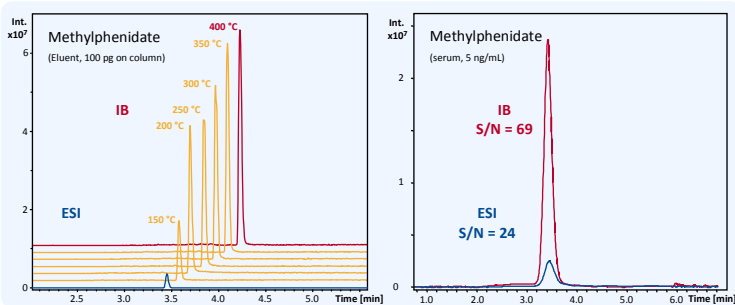 Int.
x10⁷
Methylphenidate
(Eluent, 100 pg on column)
400 °C
350 °C
300 °C
250 °C
200 °C
150 °C
IB
ESI
6
4
2
0
2.5
3.0
3.5
4.0
4.5
5.0
Time [min]
Int.
x10⁷
Methylphenidate
(serum, 5 ng/mL)
IB
S/N = 69
ESI
S/N = 24
2
1
0
1.0
2.0
3.0
4.0
5.0
6.0
Time [min]